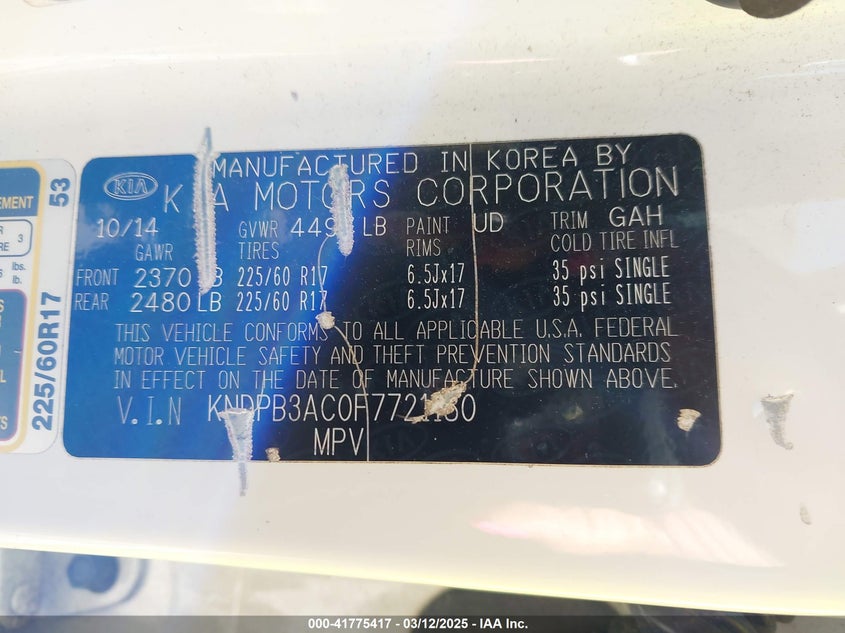 MANUFACTURED IN KOREA BY
KIA
MOTORS CORPORATION
10/14 GVWR LB PAINT UD TRIM GAH
GAWR TIRES RIMS COLD TIRE INFL
FRONT 2370 LB 225/60 R17 6.5Jx17 35 psi SINGLE
REAR 2480 LB 225/60 R17 6.5Jx17 35 psi SINGLE
THIS VEHICLE CONFORMS TO ALL APPLICABLE U.S.A. FEDERAL
MOTOR VEHICLE SAFETY AND THEFT PREVENTION STANDARDS
IN EFFECT ON THE DATE OF MANUFACTURE SHOWN ABOVE.
V.I.N
MPV
53
225/60R17
3
lbs.
lb.
000-41775417 - 03/12/2025 - IAA Inc.